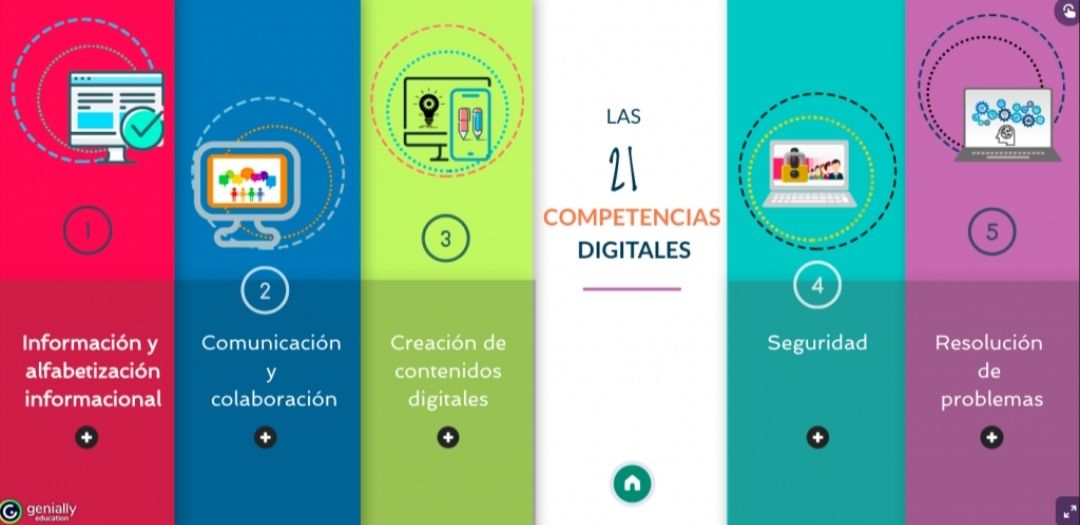 1
Información y
alfabetización
informacional
2
Comunicación
y
colaboración
3
Creación de
contenidos
digitales
LAS
21
COMPETENCIAS
DIGITALES
4
Seguridad
5
Resolución
de
problemas
genially
education